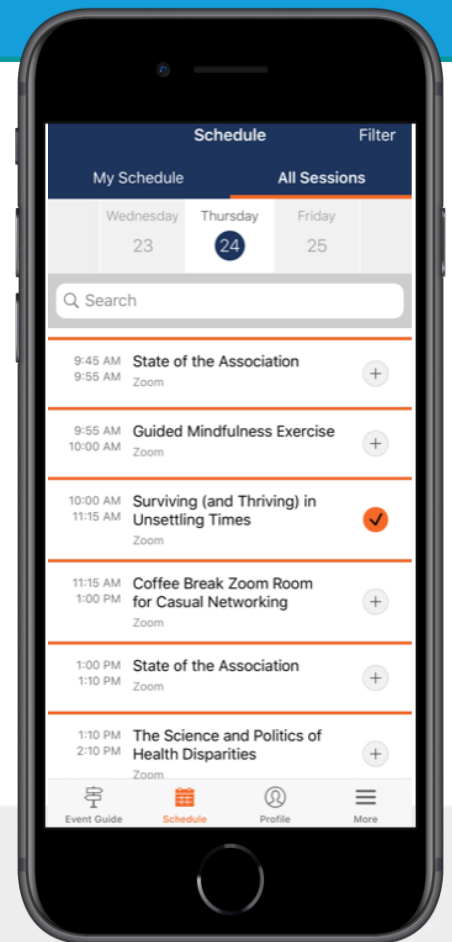 Schedule Filter
My Schedule All Sessions
Wednesday Thursday Friday
23 24 25
Search
9:45 AM State of the Association
9:55 AM Zoom
9:55 AM Guided Mindfulness Exercise
10:00 AM Zoom
10:00 AM Surviving (and Thriving) in
11:15 AM Unsettling Times
Zoom
11:15 AM Coffee Break Zoom Room
1:00 PM for Casual Networking
Zoom
1:00 PM State of the Association
1:10 PM Zoom
1:10 PM The Science and Politics of
2:10 PM Health Disparities
Zoom
Event Guide Schedule Profile More